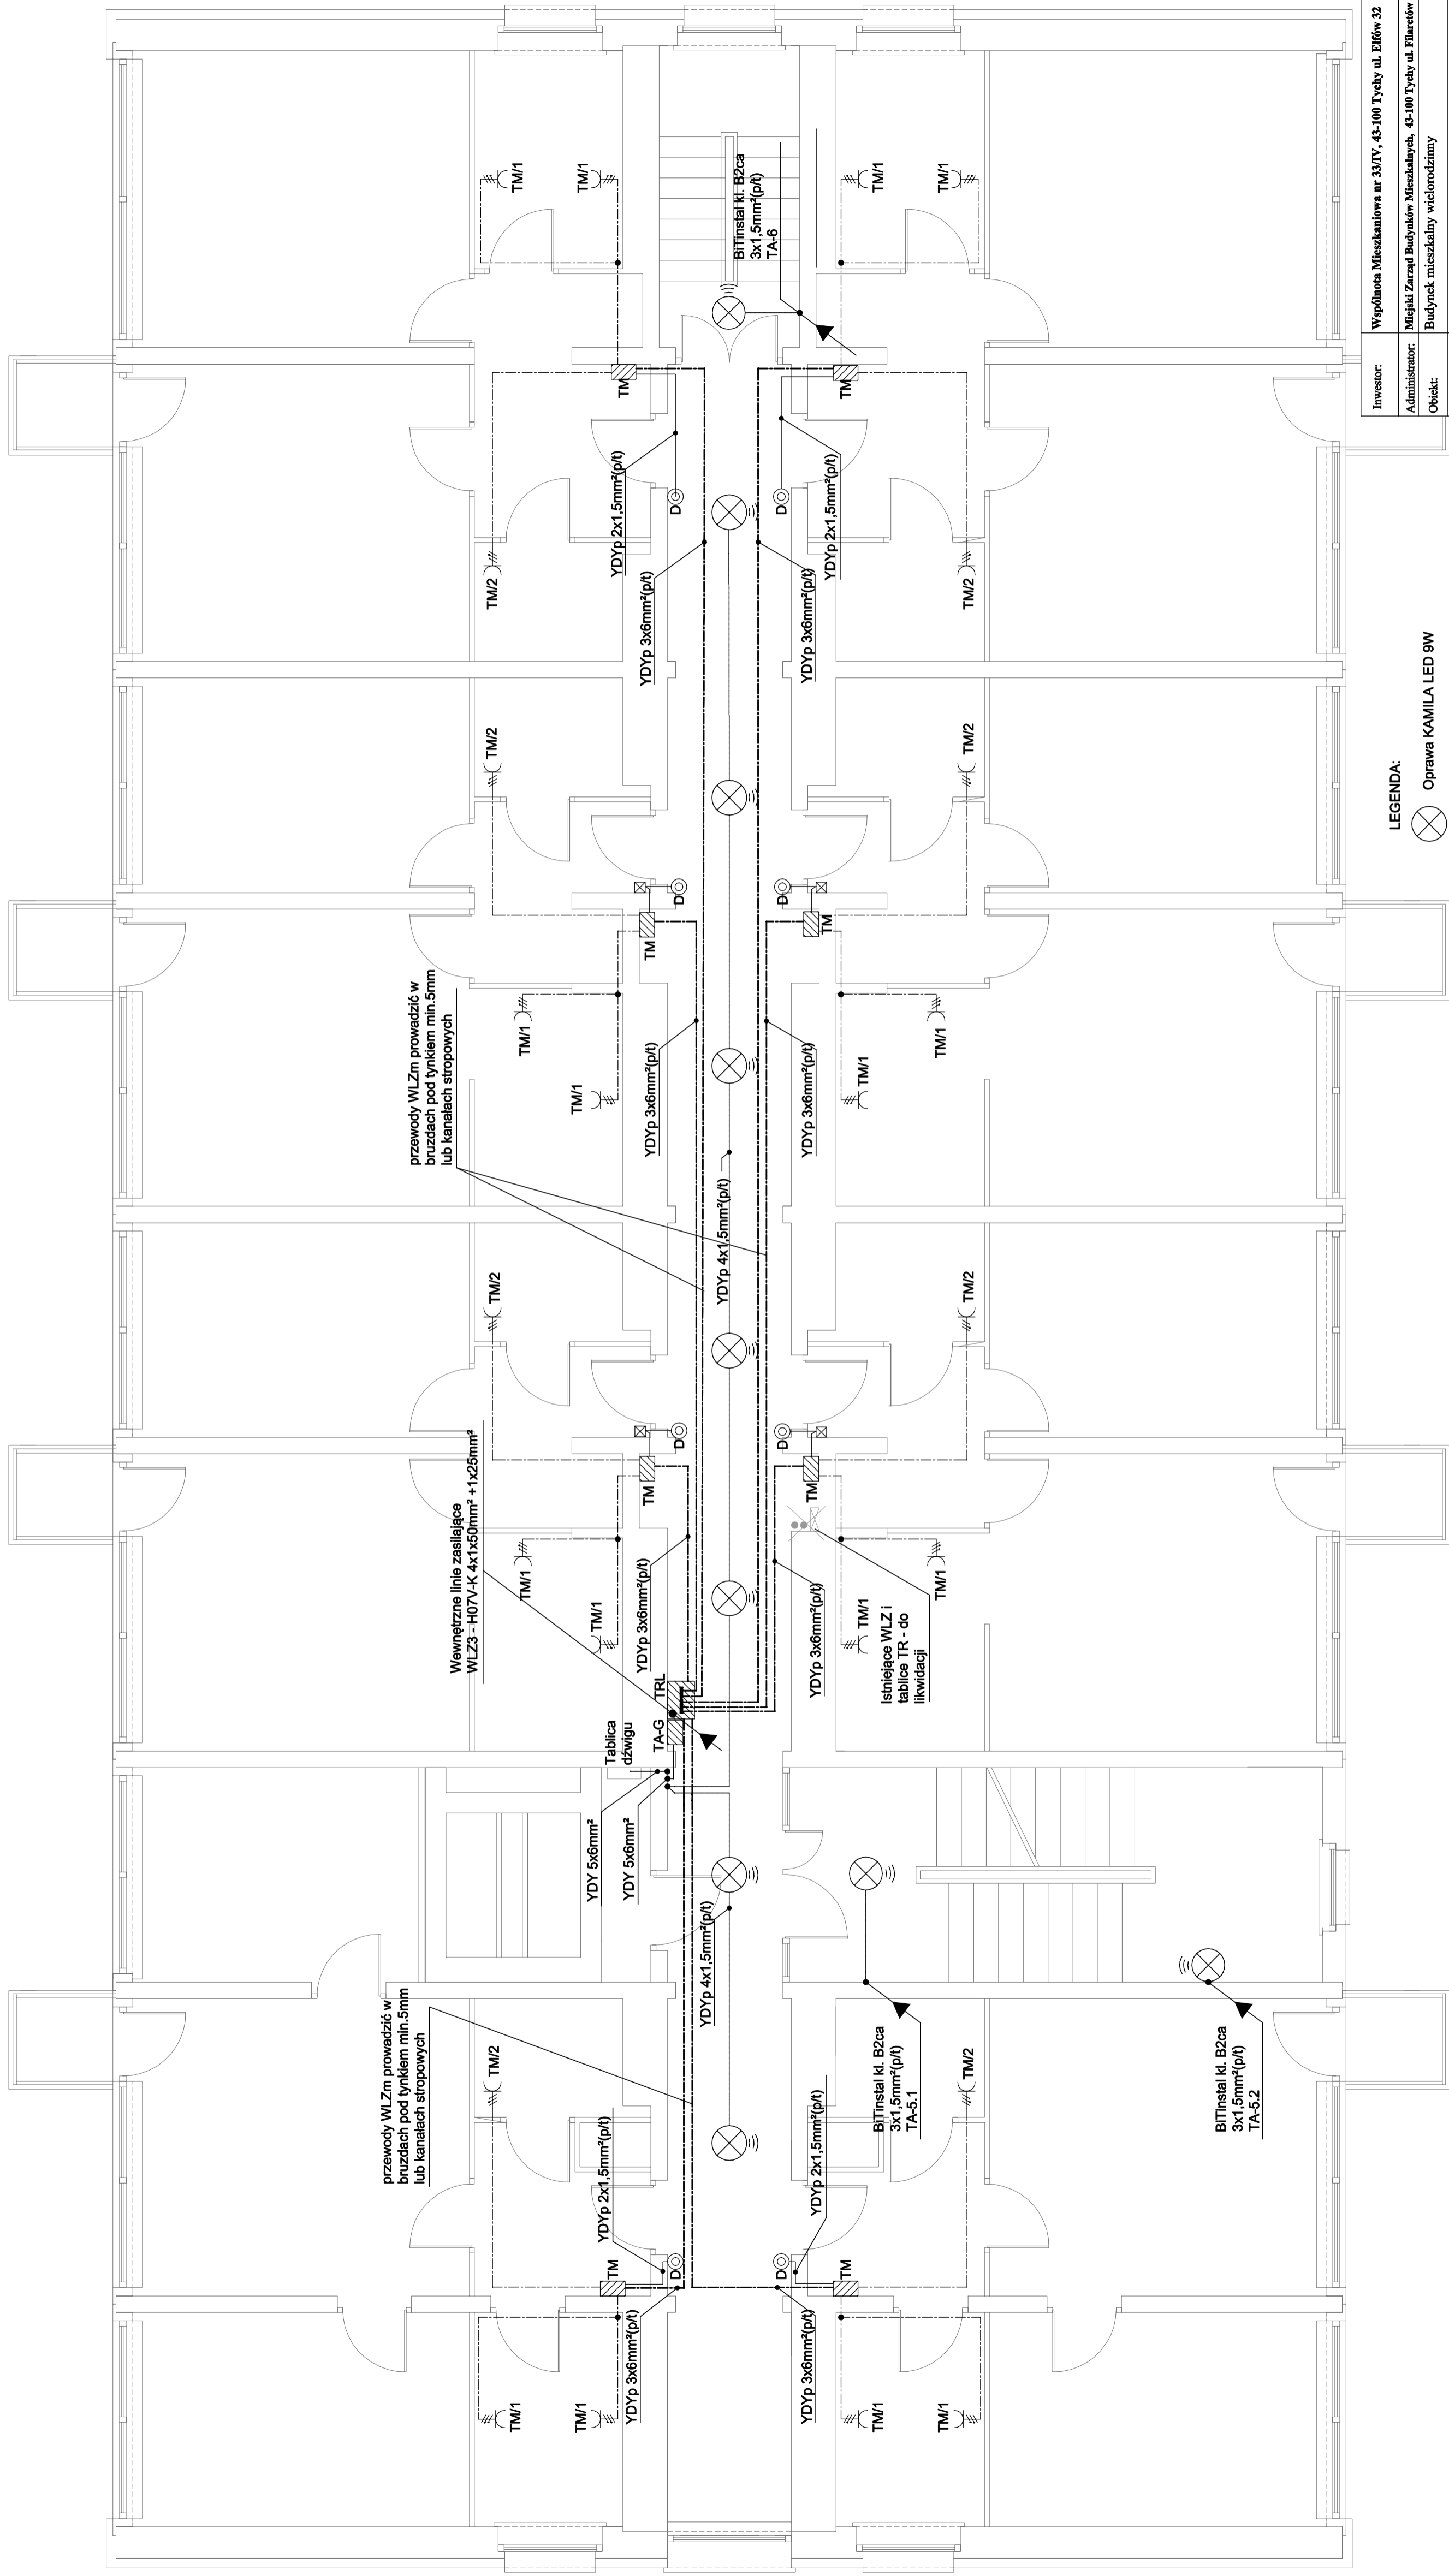 przewody WLZm prowadzić w
bruzdach pod tynkiem min.5mm
lub kanałach stropowych
Wewnętrzne linie zasilające
WLZ3 - H07V-K 4x1x50mm² +1x25mm²
przewody WLZm prowadzić w
bruzdach pod tynkiem min.5mm
lub kanałach stropowych
TM/1
TM/1
TM/2
TM/2
TM/1
TM/1
TM/2
TM/1
TM/1
TM/2
TM/1
TM/1
TM
TM
TM
TM
D
D
D
D
YDYp 2x1,5mm²(p/t)
YDYp 3x6mm²(p/t)
YDYp 3x6mm²(p/t)
YDYp 3x6mm²(p/t)
YDYp 3x6mm²(p/t)
YDYp 2x1,5mm²(p/t)
Tablica
dźwigu
TA-G
TRL
YDY 5x6mm²
YDY 5x6mm²
YDYp 4x1,5mm²(p/t)
YDYp 4x1,5mm²(p/t)
BiTinstal kl. B2ca
3x1,5mm²(p/t)
TA-6
YDYp 2x1,5mm²(p/t)
YDYp 3x6mm²(p/t)
YDYp 3x6mm²(p/t)
YDYp 3x6mm²(p/t)
YDYp 3x6mm²(p/t)
YDYp 2x1,5mm²(p/t)
D
D
D
D
TM
TM
TM
TM
Istniejące WLZ i
tablice TR - do
likwidacji
TM/1
TM/1
TM/2
TM/1
TM/1
TM/2
TM/1
TM/1
TM/2
TM/2
TM/1
TM/1
BiTinstal kl. B2ca
3x1,5mm²(p/t)
TA-5.1
BiTinstal kl. B2ca
3x1,5mm²(p/t)
TA-5.2
LEGENDA:
Oprawa KAMILA LED 9W
Inwestor: Wspólnota Mieszkaniowa nr 33/IV, 43-100 Tychy ul. Elfów 32
Administrator: Miejski Zarząd Budynków Mieszkalnych, 43-100 Tychy ul. Filaretów
Obiekt: Budynek mieszkalny wielorodzinny